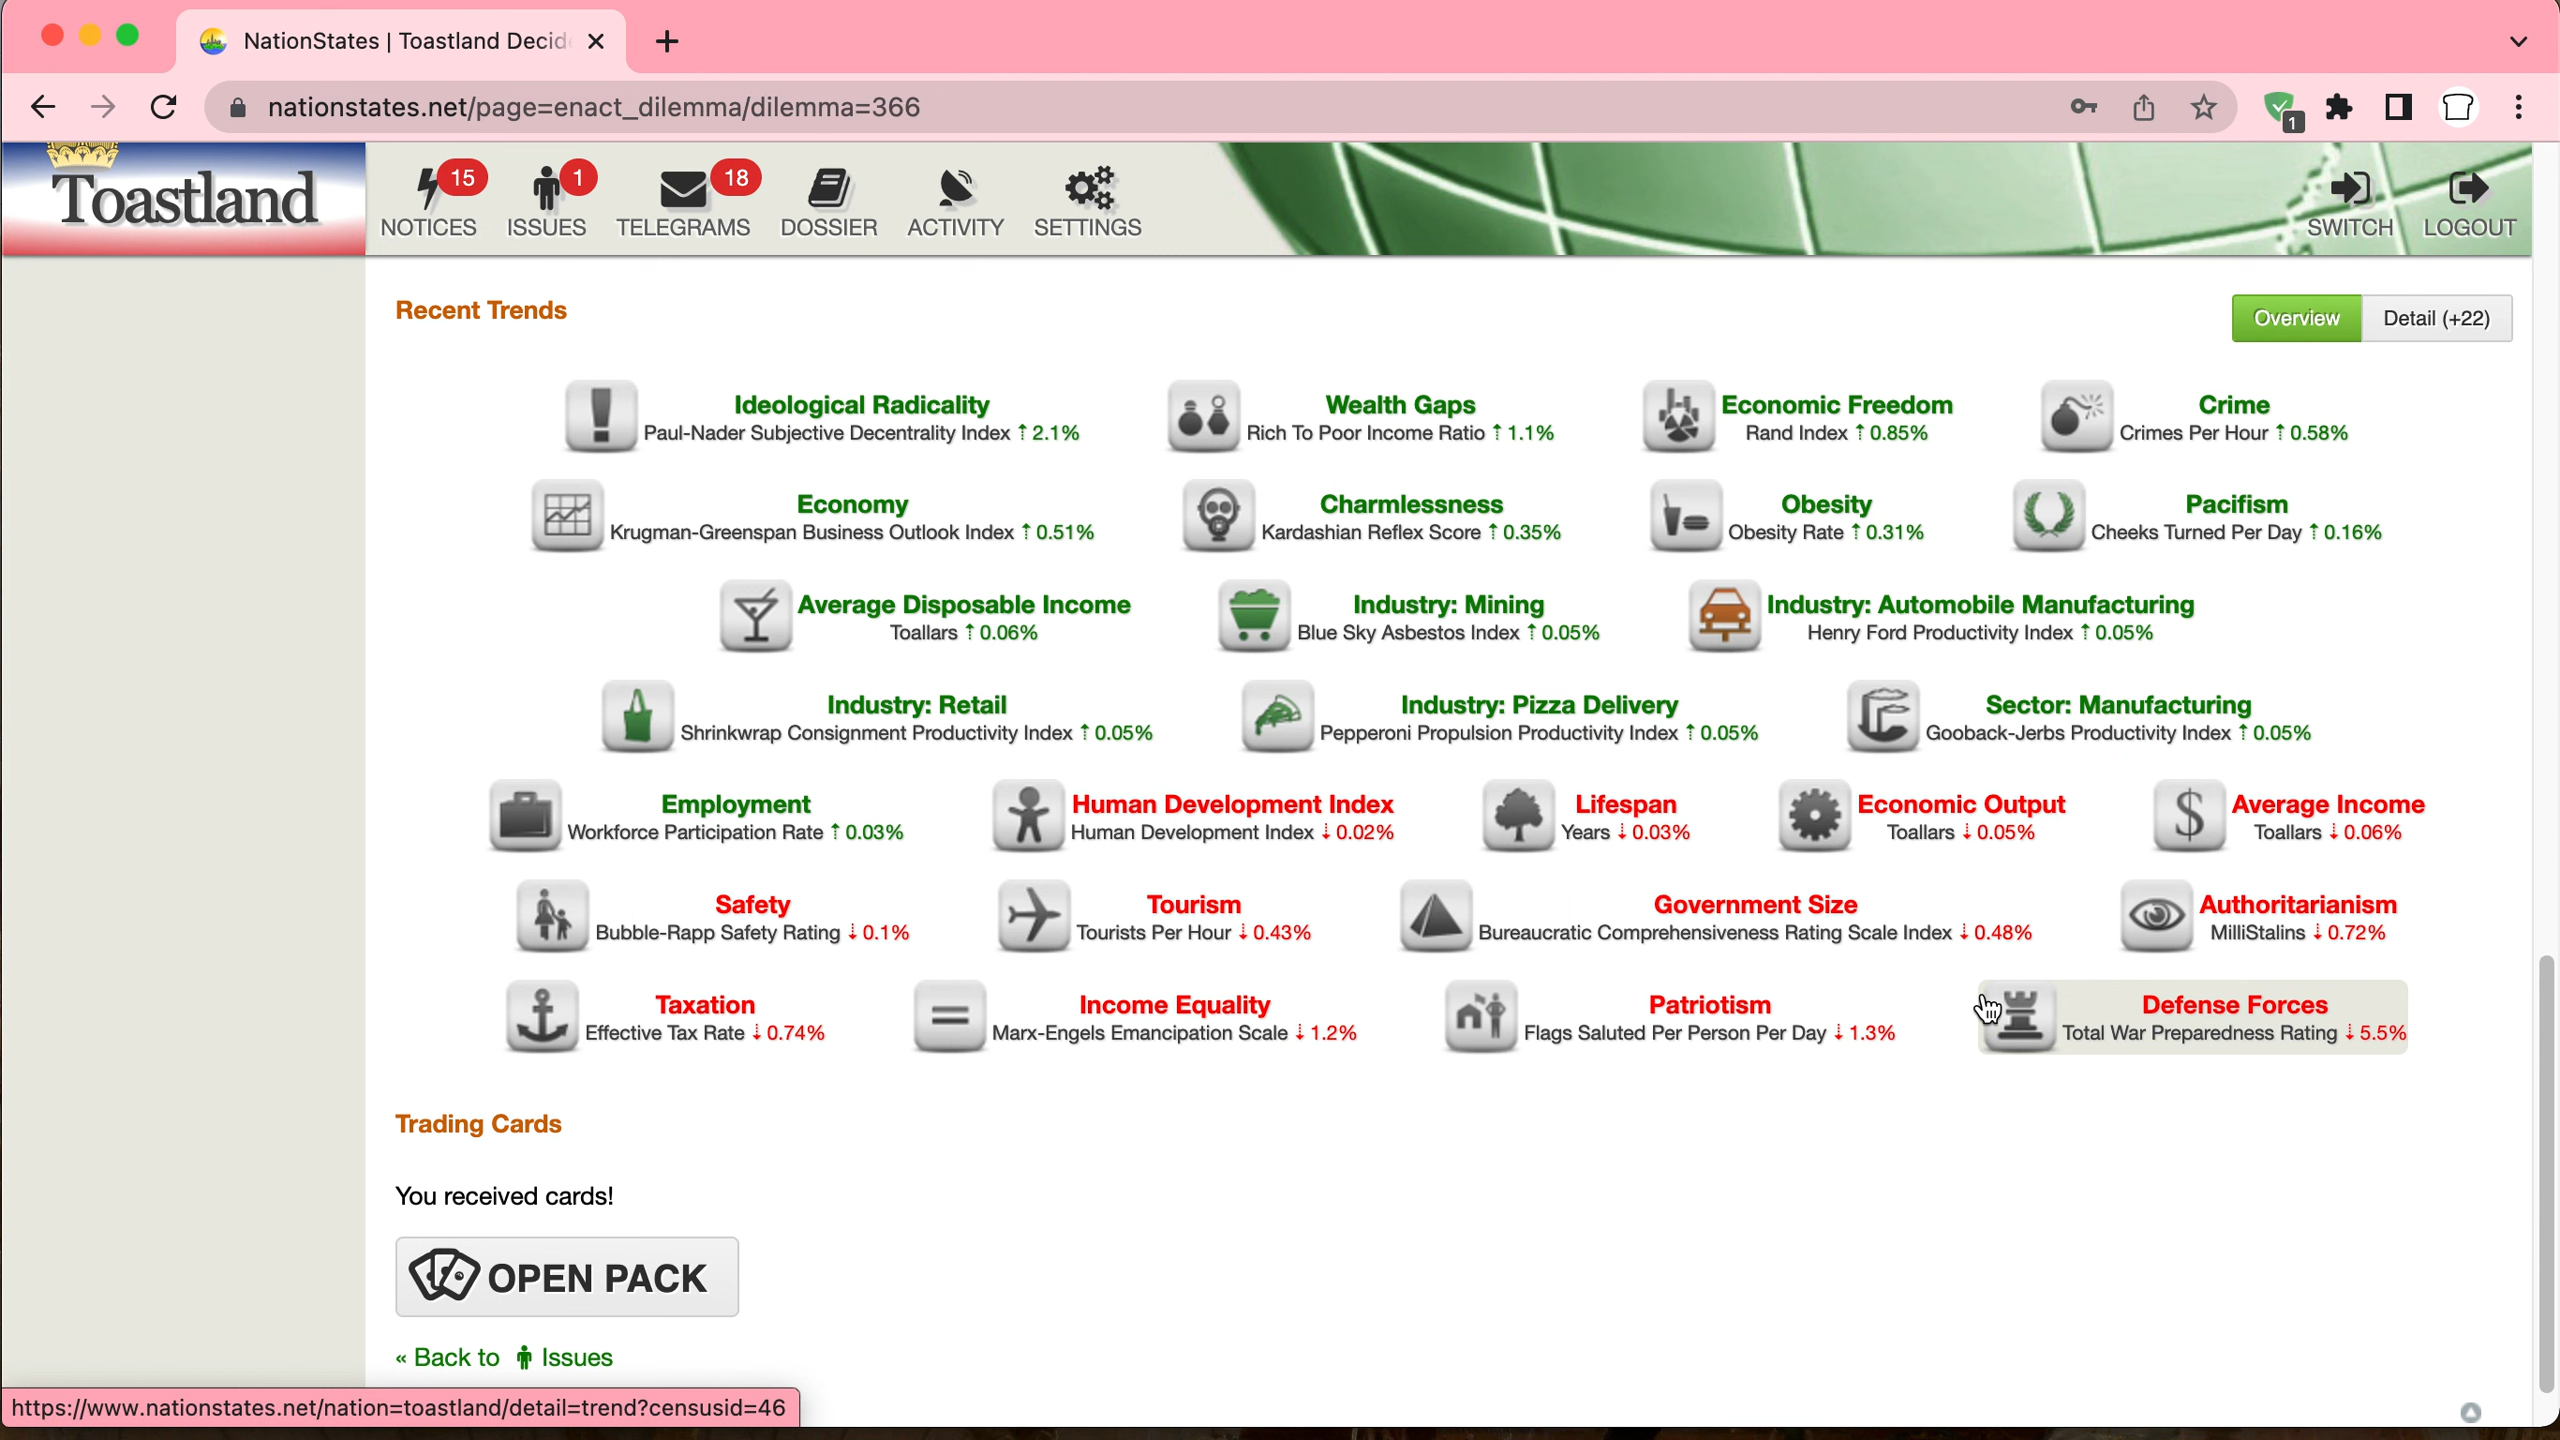 NationStates | Toastland Decid
nationstates.net/page=enact_dilemma/dilemma=366
1
Toastland
15
NOTICES
1
ISSUES
18
TELEGRAMS
DOSSIER
ACTIVITY
SETTINGS
SWITCH
LOGOUT
Recent Trends
Overview
Detail (+22)
Ideological Radicality
Paul-Nader Subjective Decentrality Index ↑ 2.1%
Wealth Gaps
Rich To Poor Income Ratio ↑ 1.1%
Economic Freedom
Rand Index ↑ 0.85%
Crime
Crimes Per Hour ↑ 0.58%
Economy
Krugman-Greenspan Business Outlook Index ↑ 0.51%
Charmlessness
Kardashian Reflex Score ↑ 0.35%
Obesity
Obesity Rate ↑ 0.31%
Pacifism
Cheeks Turned Per Day ↑ 0.16%
Average Disposable Income
Toallars ↑ 0.06%
Industry: Mining
Blue Sky Asbestos Index ↑ 0.05%
Industry: Automobile Manufacturing
Henry Ford Productivity Index ↑ 0.05%
Industry: Retail
Shrinkwrap Consignment Productivity Index ↑ 0.05%
Industry: Pizza Delivery
Pepperoni Propulsion Productivity Index ↑ 0.05%
Sector: Manufacturing
Gooback-Jerbs Productivity Index ↑ 0.05%
Employment
Workforce Participation Rate ↑ 0.03%
Human Development Index
Human Development Index ↓ 0.02%
Lifespan
Years ↓ 0.03%
Economic Output
Toallars ↓ 0.05%
$
Average Income
Toallars ↓ 0.06%
Safety
Bubble-Rapp Safety Rating ↓ 0.1%
Tourism
Tourists Per Hour ↓ 0.43%
Government Size
Bureaucratic Comprehensiveness Rating Scale Index ↓ 0.48%
Authoritarianism
MilliStalins ↓ 0.72%
Taxation
Effective Tax Rate ↓ 0.74%
Income Equality
Marx-Engels Emancipation Scale ↓ 1.2%
Patriotism
Flags Saluted Per Person Per Day ↓ 1.3%
Defense Forces
Total War Preparedness Rating ↓ 5.5%
Trading Cards
You received cards!
OPEN PACK
« Back to Issues
https://www.nationstates.net/nation=toastland/detail=trend?censusid=46